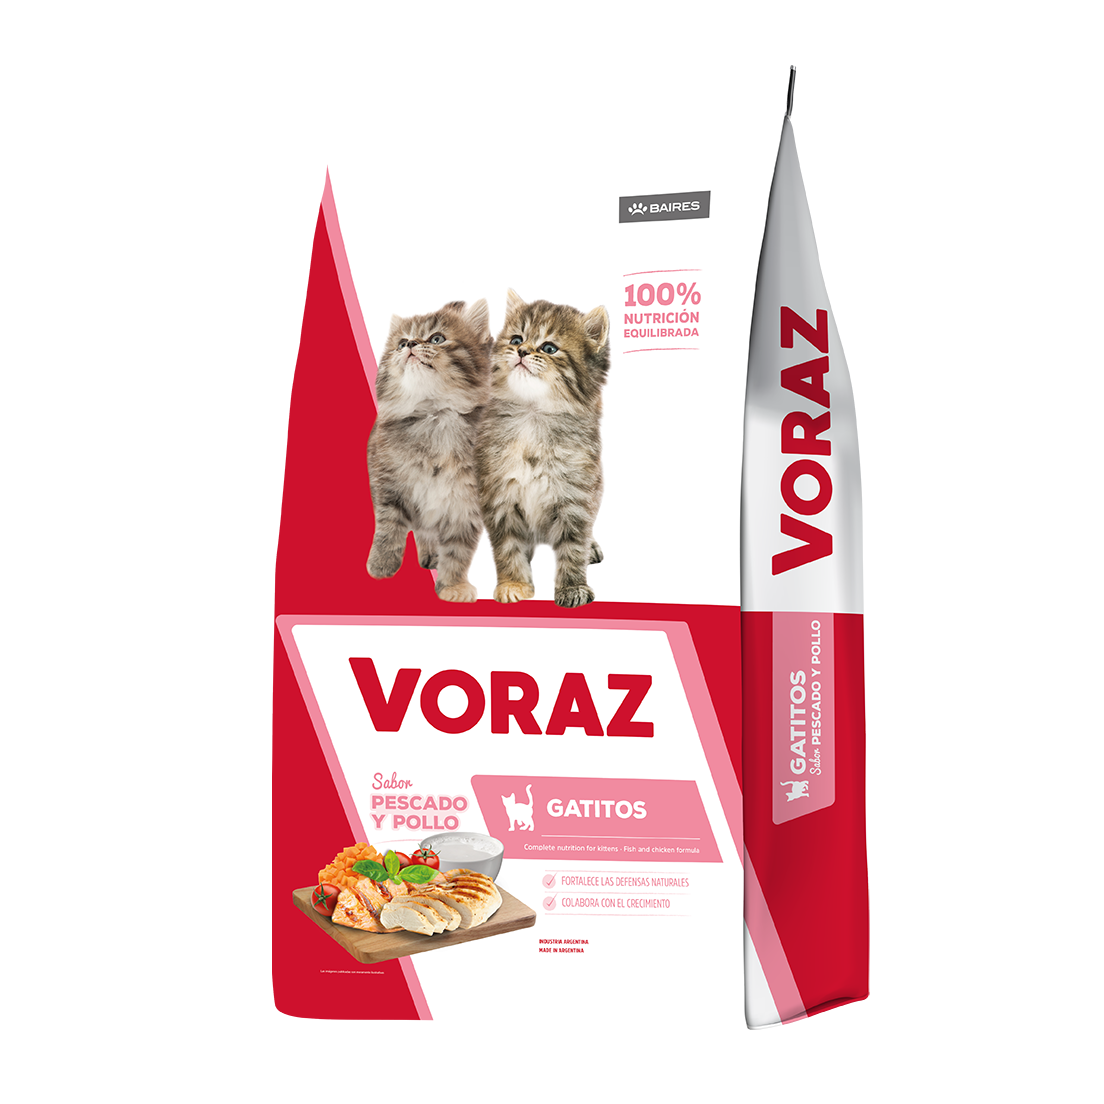 BAIRES
100%
NUTRICIÓN
EQUILIBRADA
VORAZ
Sabor
PESCADO
Y POLLO
GATITOS
Complete nutrition for kittens - Fish and chicken formula
FORTALECE LAS DEFENSAS NATURALES
COLABORA CON EL CRECIMIENTO
INDUSTRIA ARGENTINA
MADE IN ARGENTINA
VORAZ
GATITOS
Sabor PESCADO Y POLLO